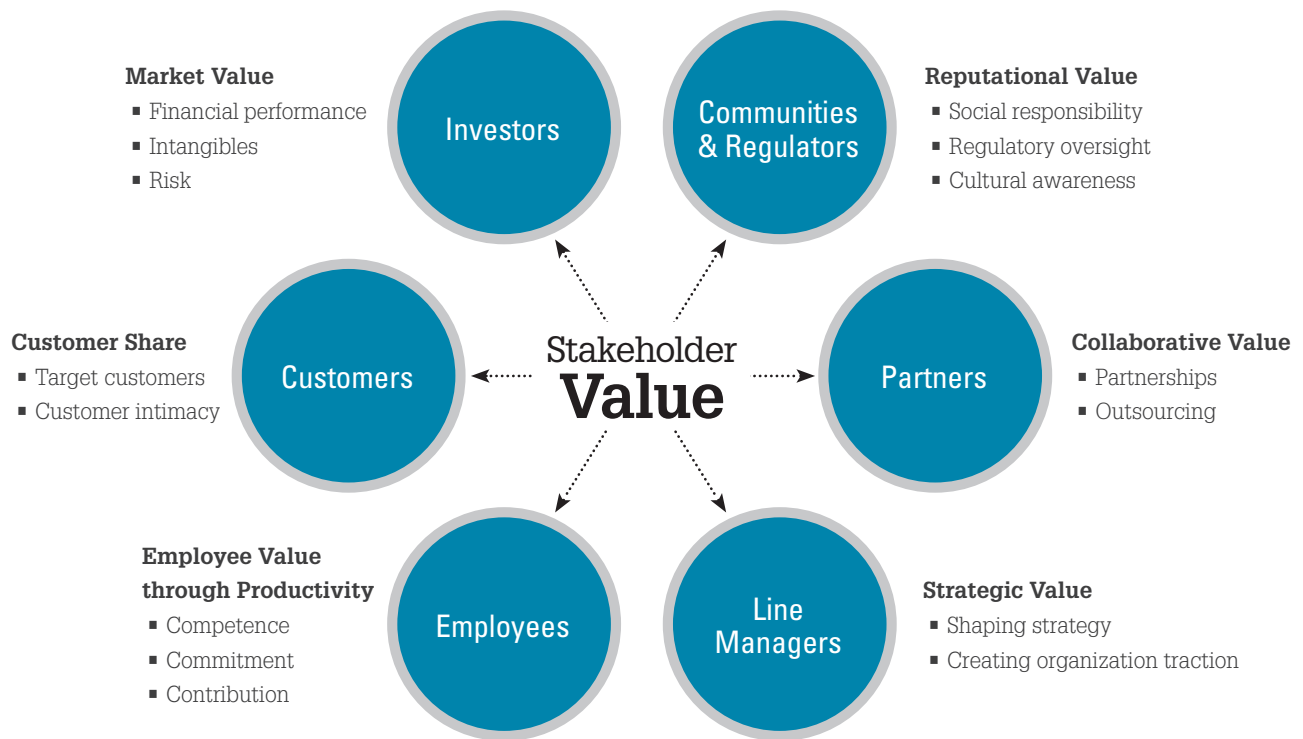 Market Value
▪ Financial performance
▪ Intangibles
▪ Risk
Investors
Communities
& Regulators
Reputational Value
▪ Social responsibility
▪ Regulatory oversight
▪ Cultural awareness
Customer Share
▪ Target customers
▪ Customer intimacy
Customers
Stakeholder
Value
Partners
Collaborative Value
▪ Partnerships
▪ Outsourcing
Employee Value
through Productivity
▪ Competence
▪ Commitment
▪ Contribution
Employees
Line
Managers
Strategic Value
▪ Shaping strategy
▪ Creating organization traction